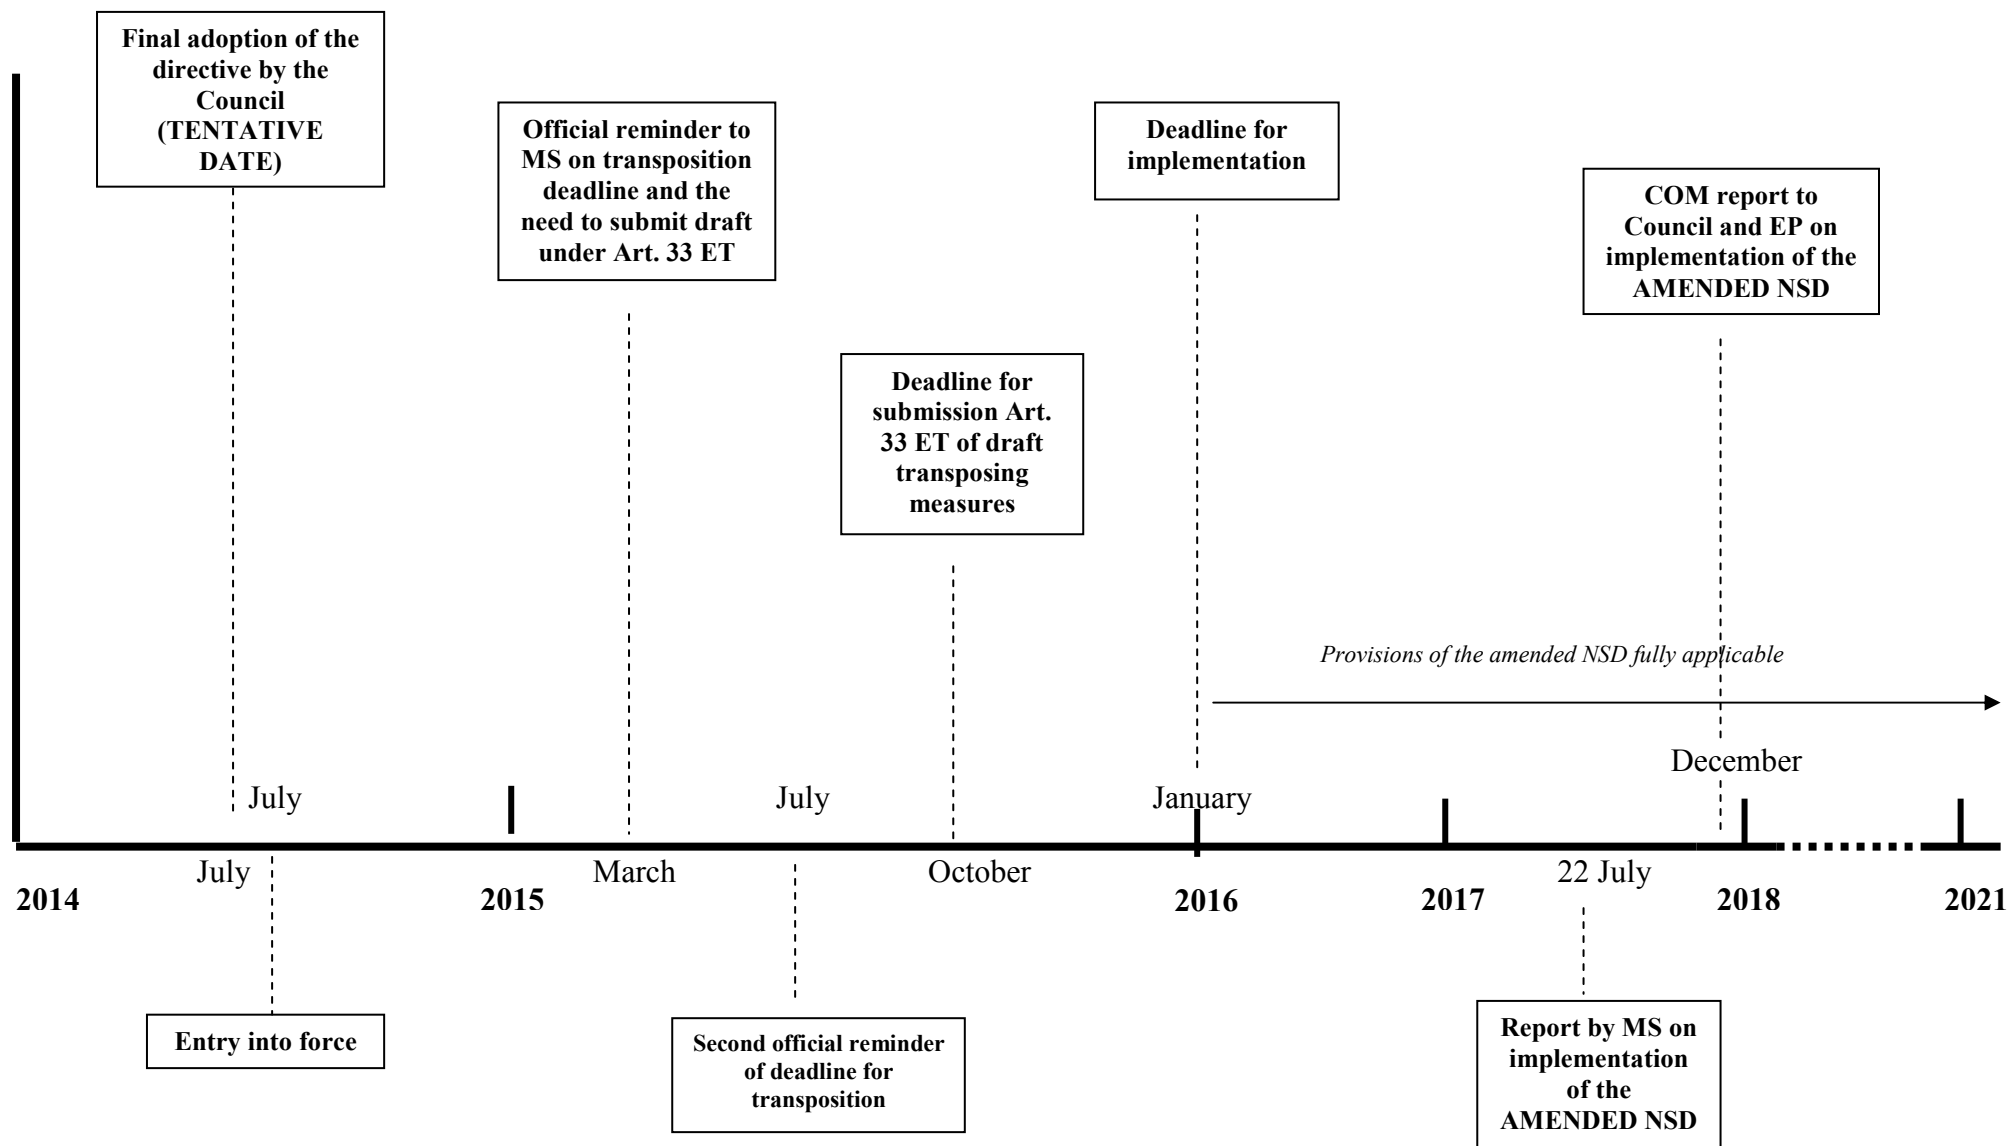 Final adoption of the
directive by the
Council
(TENTATIVE
DATE)
Official reminder to
MS on transposition
deadline and the
need to submit draft
under Art. 33 ET
Deadline for
implementation
COM report to
Council and EP on
implementation of the
AMENDED NSD
Deadline for
submission Art.
33 ET of draft
transposing
measures
Provisions of the amended NSD fully applicable
December
July
July
January
July
March
October
22 July
2014
2015
2016
2017
2018
2021
Entry into force
Second official reminder
of deadline for
transposition
Report by MS on
implementation
of the
AMENDED NSD